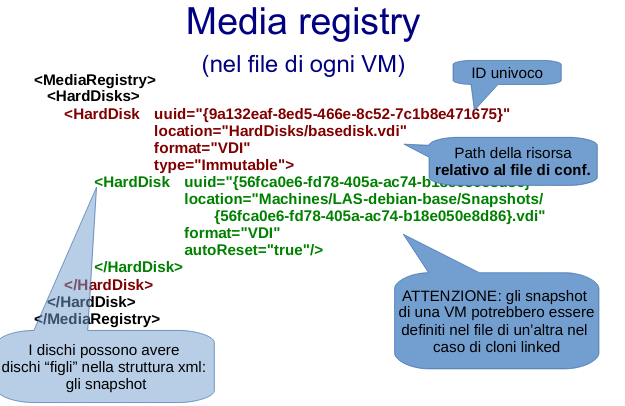 Media registry
(nel file di ogni VM)
<MediaRegistry>
<HardDisks>
<HardDisk uuid="{9a132eaf-8ed5-466e-8c52-7c1b8e471675}"
location="HardDisks/basedisk.vdi"
format="VDI"
type="Immutable">
<HardDisk uuid="{56fca0e6-fd78-405a-ac74-
location="Machines/LAS-debian-base/Snapshots/
{56fca0e6-fd78-405a-ac74-b18e050e8d86}.vdi"
format="VDI"
autoReset="true"/>
</HardDisk>
</HardDisk>
</HardDisk>
</MediaRegistry>
ID univoco
Path della risorsa
relativo al file di conf.
ATTENZIONE: gli snapshot
di una VM potrebbero essere
definiti nel file di un'altra nel
caso di cloni linked
I dischi possono avere
dischi “figli” nella struttura xml:
gli snapshot